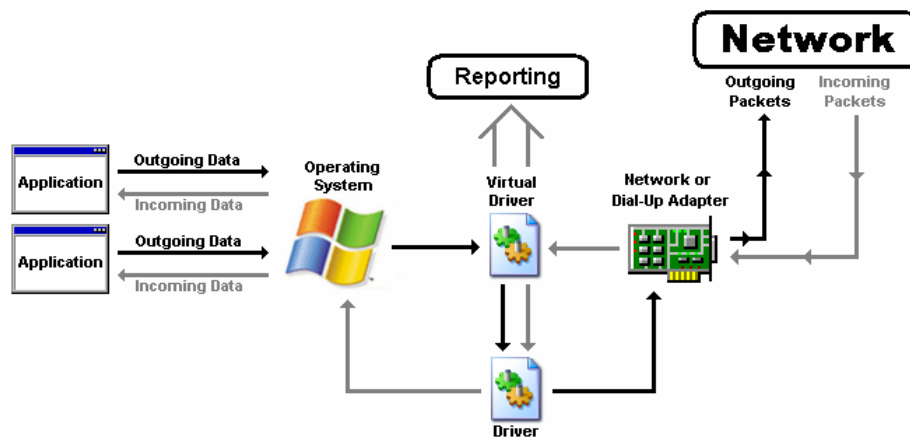 Network
Reporting
Outgoing
Packets
Incoming
Packets
Outgoing Data
Application
Incoming Data
Operating
System
Virtual
Driver
Network or
Dial-Up Adapter
Outgoing Data
Application
Incoming Data
Driver